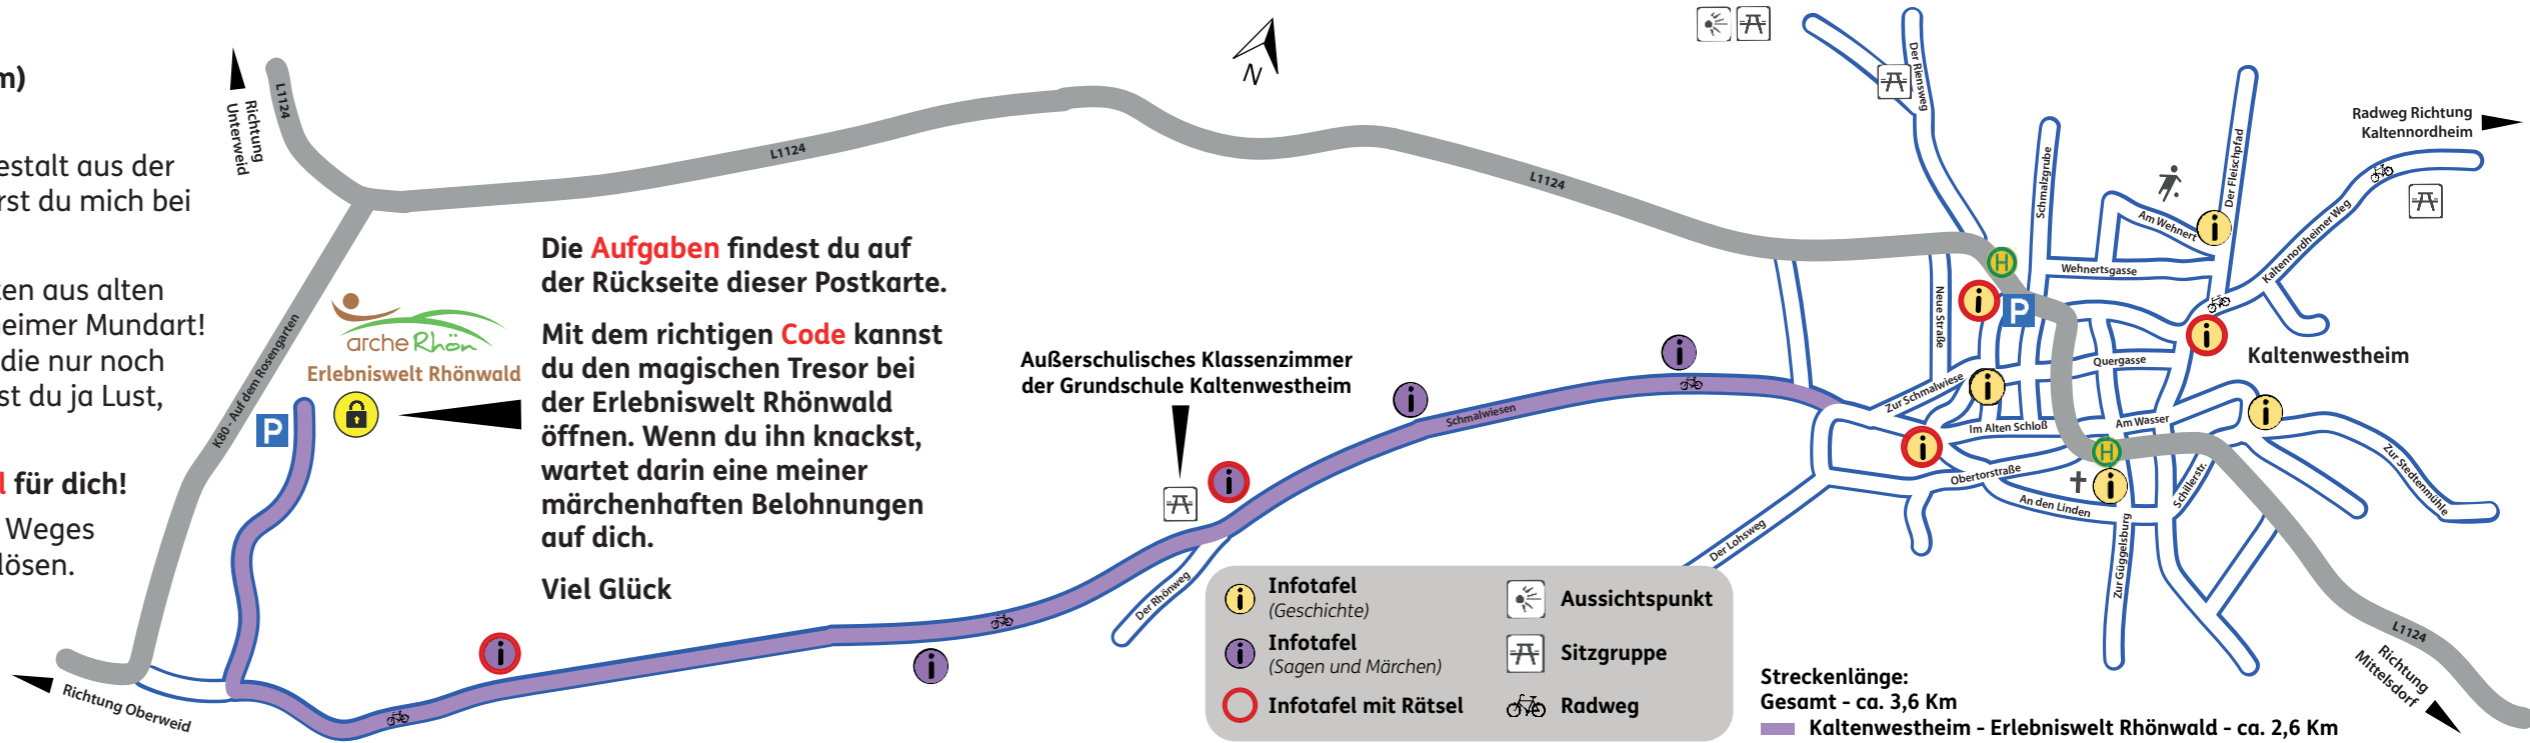 m)
estalt aus der
rst du mich bei
ten aus alten
heimer Mundart!
die nur noch
st du ja Lust,
l für dich!
Weges
lösen.
Richtung
Unterweid
L1124
L1124
L1124
L1124
N
K80 - Auf dem Rosengarten
arche Rhön
Erlebniswelt Rhönwald
P
Richtung Oberweid
Die Aufgaben findest du auf
der Rückseite dieser Postkarte.
Mit dem richtigen Code kannst
du den magischen Tresor bei
der Erlebniswelt Rhönwald
öffnen. Wenn du ihn knackst,
wartet darin eine meiner
märchenhaften Belohnungen
auf dich.
Viel Glück
Außerschulisches Klassenzimmer
der Grundschule Kaltenwestheim
i
i
i
i
i
Schmalwiesen
Der Rhönweg
Der Lohsweg
Der Riensweg
Schmalzgrube
Der Fleischpfad
Am Wehnert
i
Wehnertsgasse
Radweg Richtung
Kaltennordheim
Kaltennordheimer Weg
H
i
P
Neue Straße
i
Kaltenwestheim
Quergasse
Zur Schmalwiese
i
Im Alten Schloß
Am Wasser
i
i
H
i
Obertorstraße
An den Linden
Schillerstr.
Zur Stedtenmühle
Zur Güggelsburg
Richtung
Mittelsdorf
i
Infotafel
(Geschichte)
i
Infotafel
(Sagen und Märchen)
Infotafel mit Rätsel
Aussichtspunkt
Sitzgruppe
Radweg
Streckenlänge:
Gesamt - ca. 3,6 Km
Kaltenwestheim - Erlebniswelt Rhönwald - ca. 2,6 Km